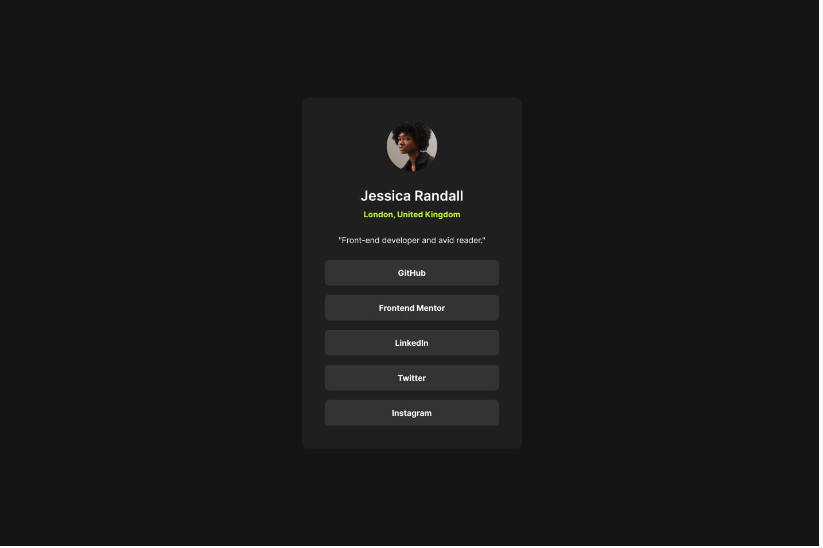 Jessica Randall
London, United Kingdom
"Front-end developer and avid reader."
GitHub
Frontend Mentor
LinkedIn
Twitter
Instagram